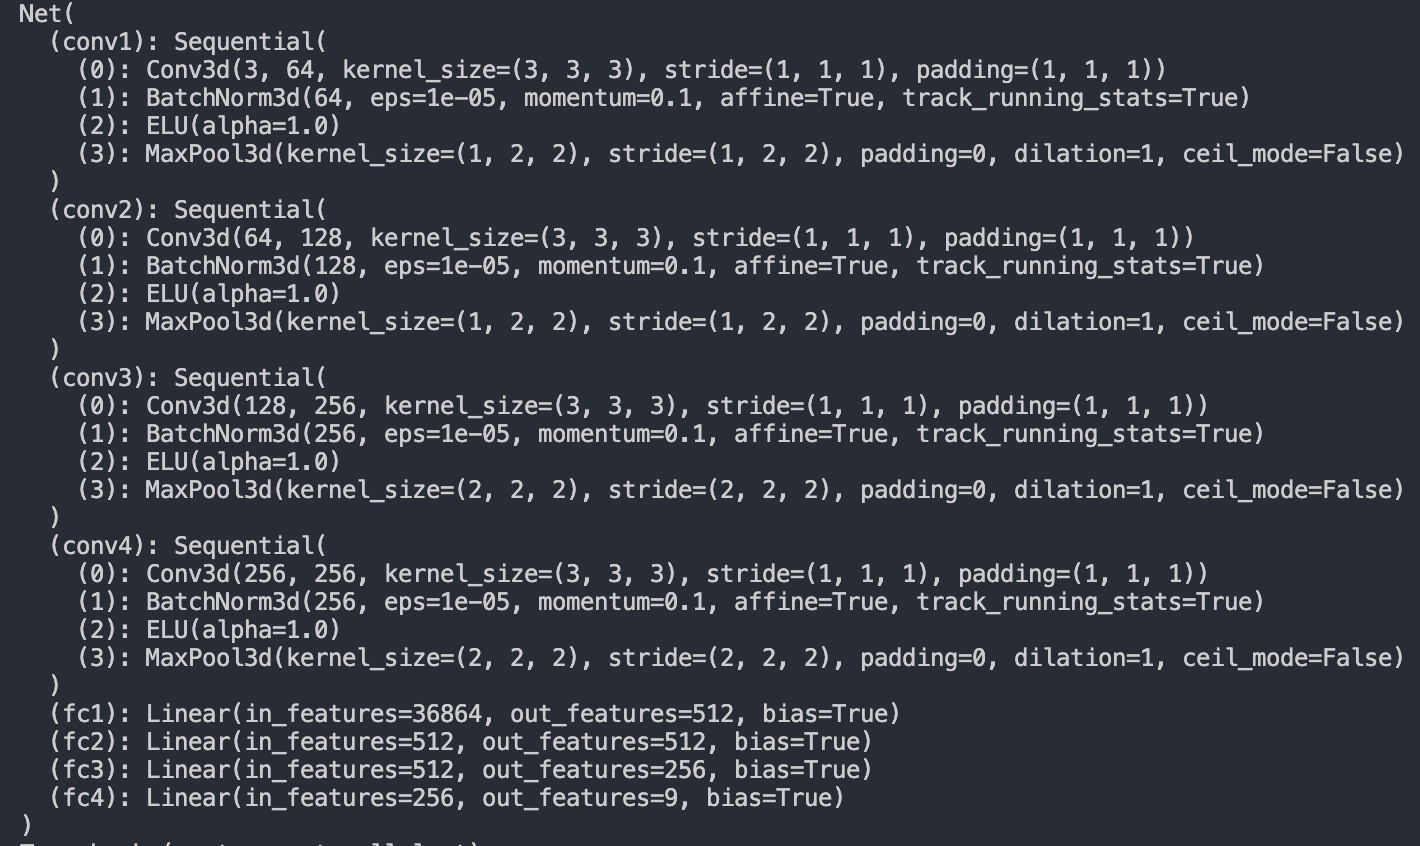 Net(
  (conv1): Sequential(
    (0): Conv3d(3, 64, kernel_size=(3, 3, 3), stride=(1, 1, 1), padding=(1, 1, 1))
    (1): BatchNorm3d(64, eps=1e-05, momentum=0.1, affine=True, track_running_stats=True)
    (2): ELU(alpha=1.0)
    (3): MaxPool3d(kernel_size=(1, 2, 2), stride=(1, 2, 2), padding=0, dilation=1, ceil_mode=False)
  )
  (conv2): Sequential(
    (0): Conv3d(64, 128, kernel_size=(3, 3, 3), stride=(1, 1, 1), padding=(1, 1, 1))
    (1): BatchNorm3d(128, eps=1e-05, momentum=0.1, affine=True, track_running_stats=True)
    (2): ELU(alpha=1.0)
    (3): MaxPool3d(kernel_size=(1, 2, 2), stride=(1, 2, 2), padding=0, dilation=1, ceil_mode=False)
  )
  (conv3): Sequential(
    (0): Conv3d(128, 256, kernel_size=(3, 3, 3), stride=(1, 1, 1), padding=(1, 1, 1))
    (1): BatchNorm3d(256, eps=1e-05, momentum=0.1, affine=True, track_running_stats=True)
    (2): ELU(alpha=1.0)
    (3): MaxPool3d(kernel_size=(2, 2, 2), stride=(2, 2, 2), padding=0, dilation=1, ceil_mode=False)
  )
  (conv4): Sequential(
    (0): Conv3d(256, 256, kernel_size=(3, 3, 3), stride=(1, 1, 1), padding=(1, 1, 1))
    (1): BatchNorm3d(256, eps=1e-05, momentum=0.1, affine=True, track_running_stats=True)
    (2): ELU(alpha=1.0)
    (3): MaxPool3d(kernel_size=(2, 2, 2), stride=(2, 2, 2), padding=0, dilation=1, ceil_mode=False)
  )
  (fc1): Linear(in_features=36864, out_features=512, bias=True)
  (fc2): Linear(in_features=512, out_features=512, bias=True)
  (fc3): Linear(in_features=512, out_features=256, bias=True)
  (fc4): Linear(in_features=256, out_features=9, bias=True)
)